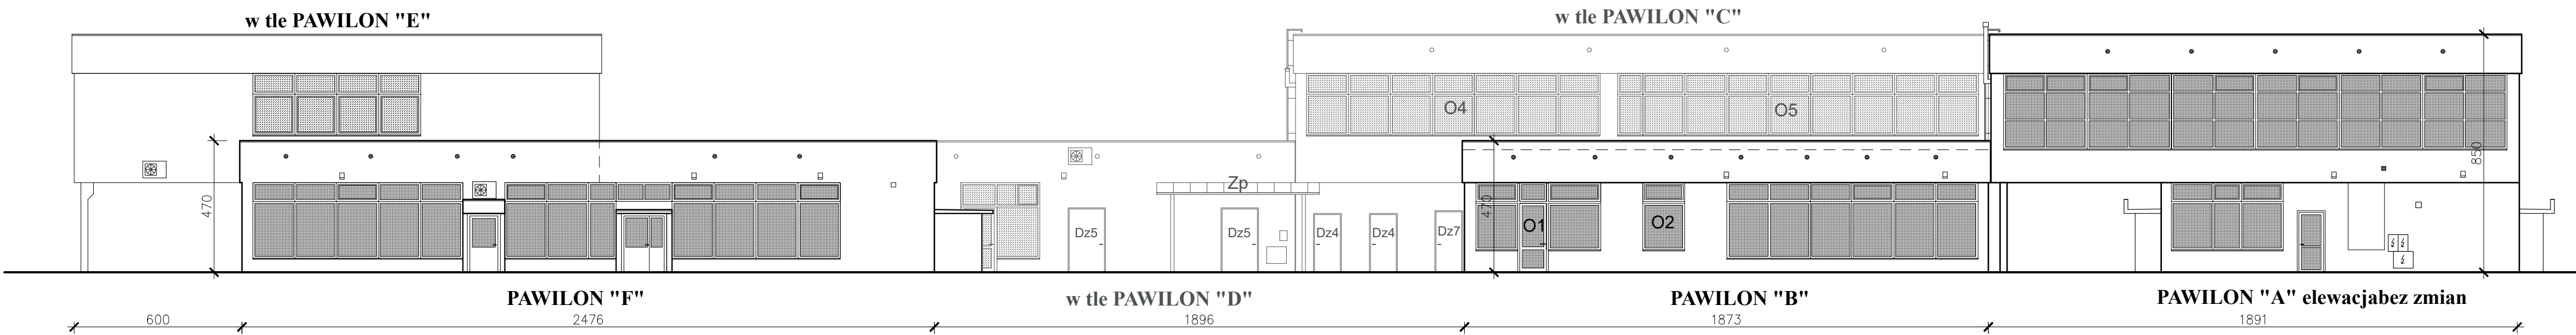 w tle PAWILON "E"
w tle PAWILON "C"
O4
O5
850
470
470
Zp
Dz5
Dz5
Dz4
Dz4
Dz7
O1
O2
PAWILON "F"
w tle PAWILON "D"
PAWILON "B"
PAWILON "A" elewacjabez zmian
600
2476
1896
1873
1891